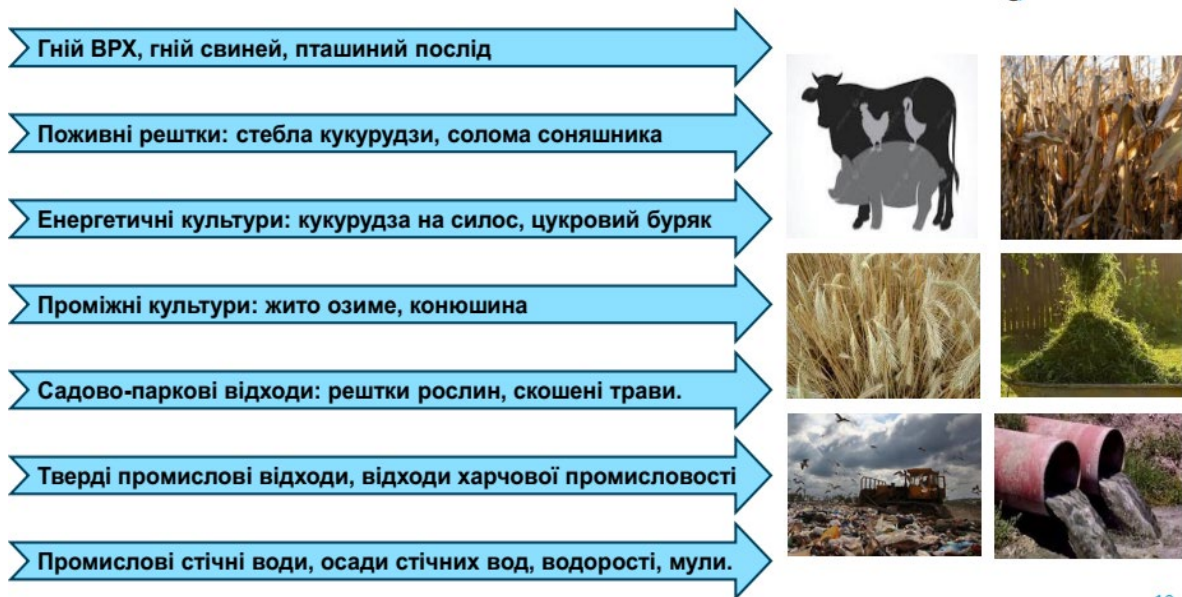 Гній ВРХ, гній свиней, пташиний послід
Поживні рештки: стебла кукурудзи, солома соняшника
Енергетичні культури: кукурудза на силос, цукровий буряк
Проміжні культури: жито озиме, конюшина
Садово-паркові відходи: рештки рослин, скошені трави.
Тверді промислові відходи, відходи харчової промисловості
Промислові стічні води, осади стічних вод, водорості, мули.